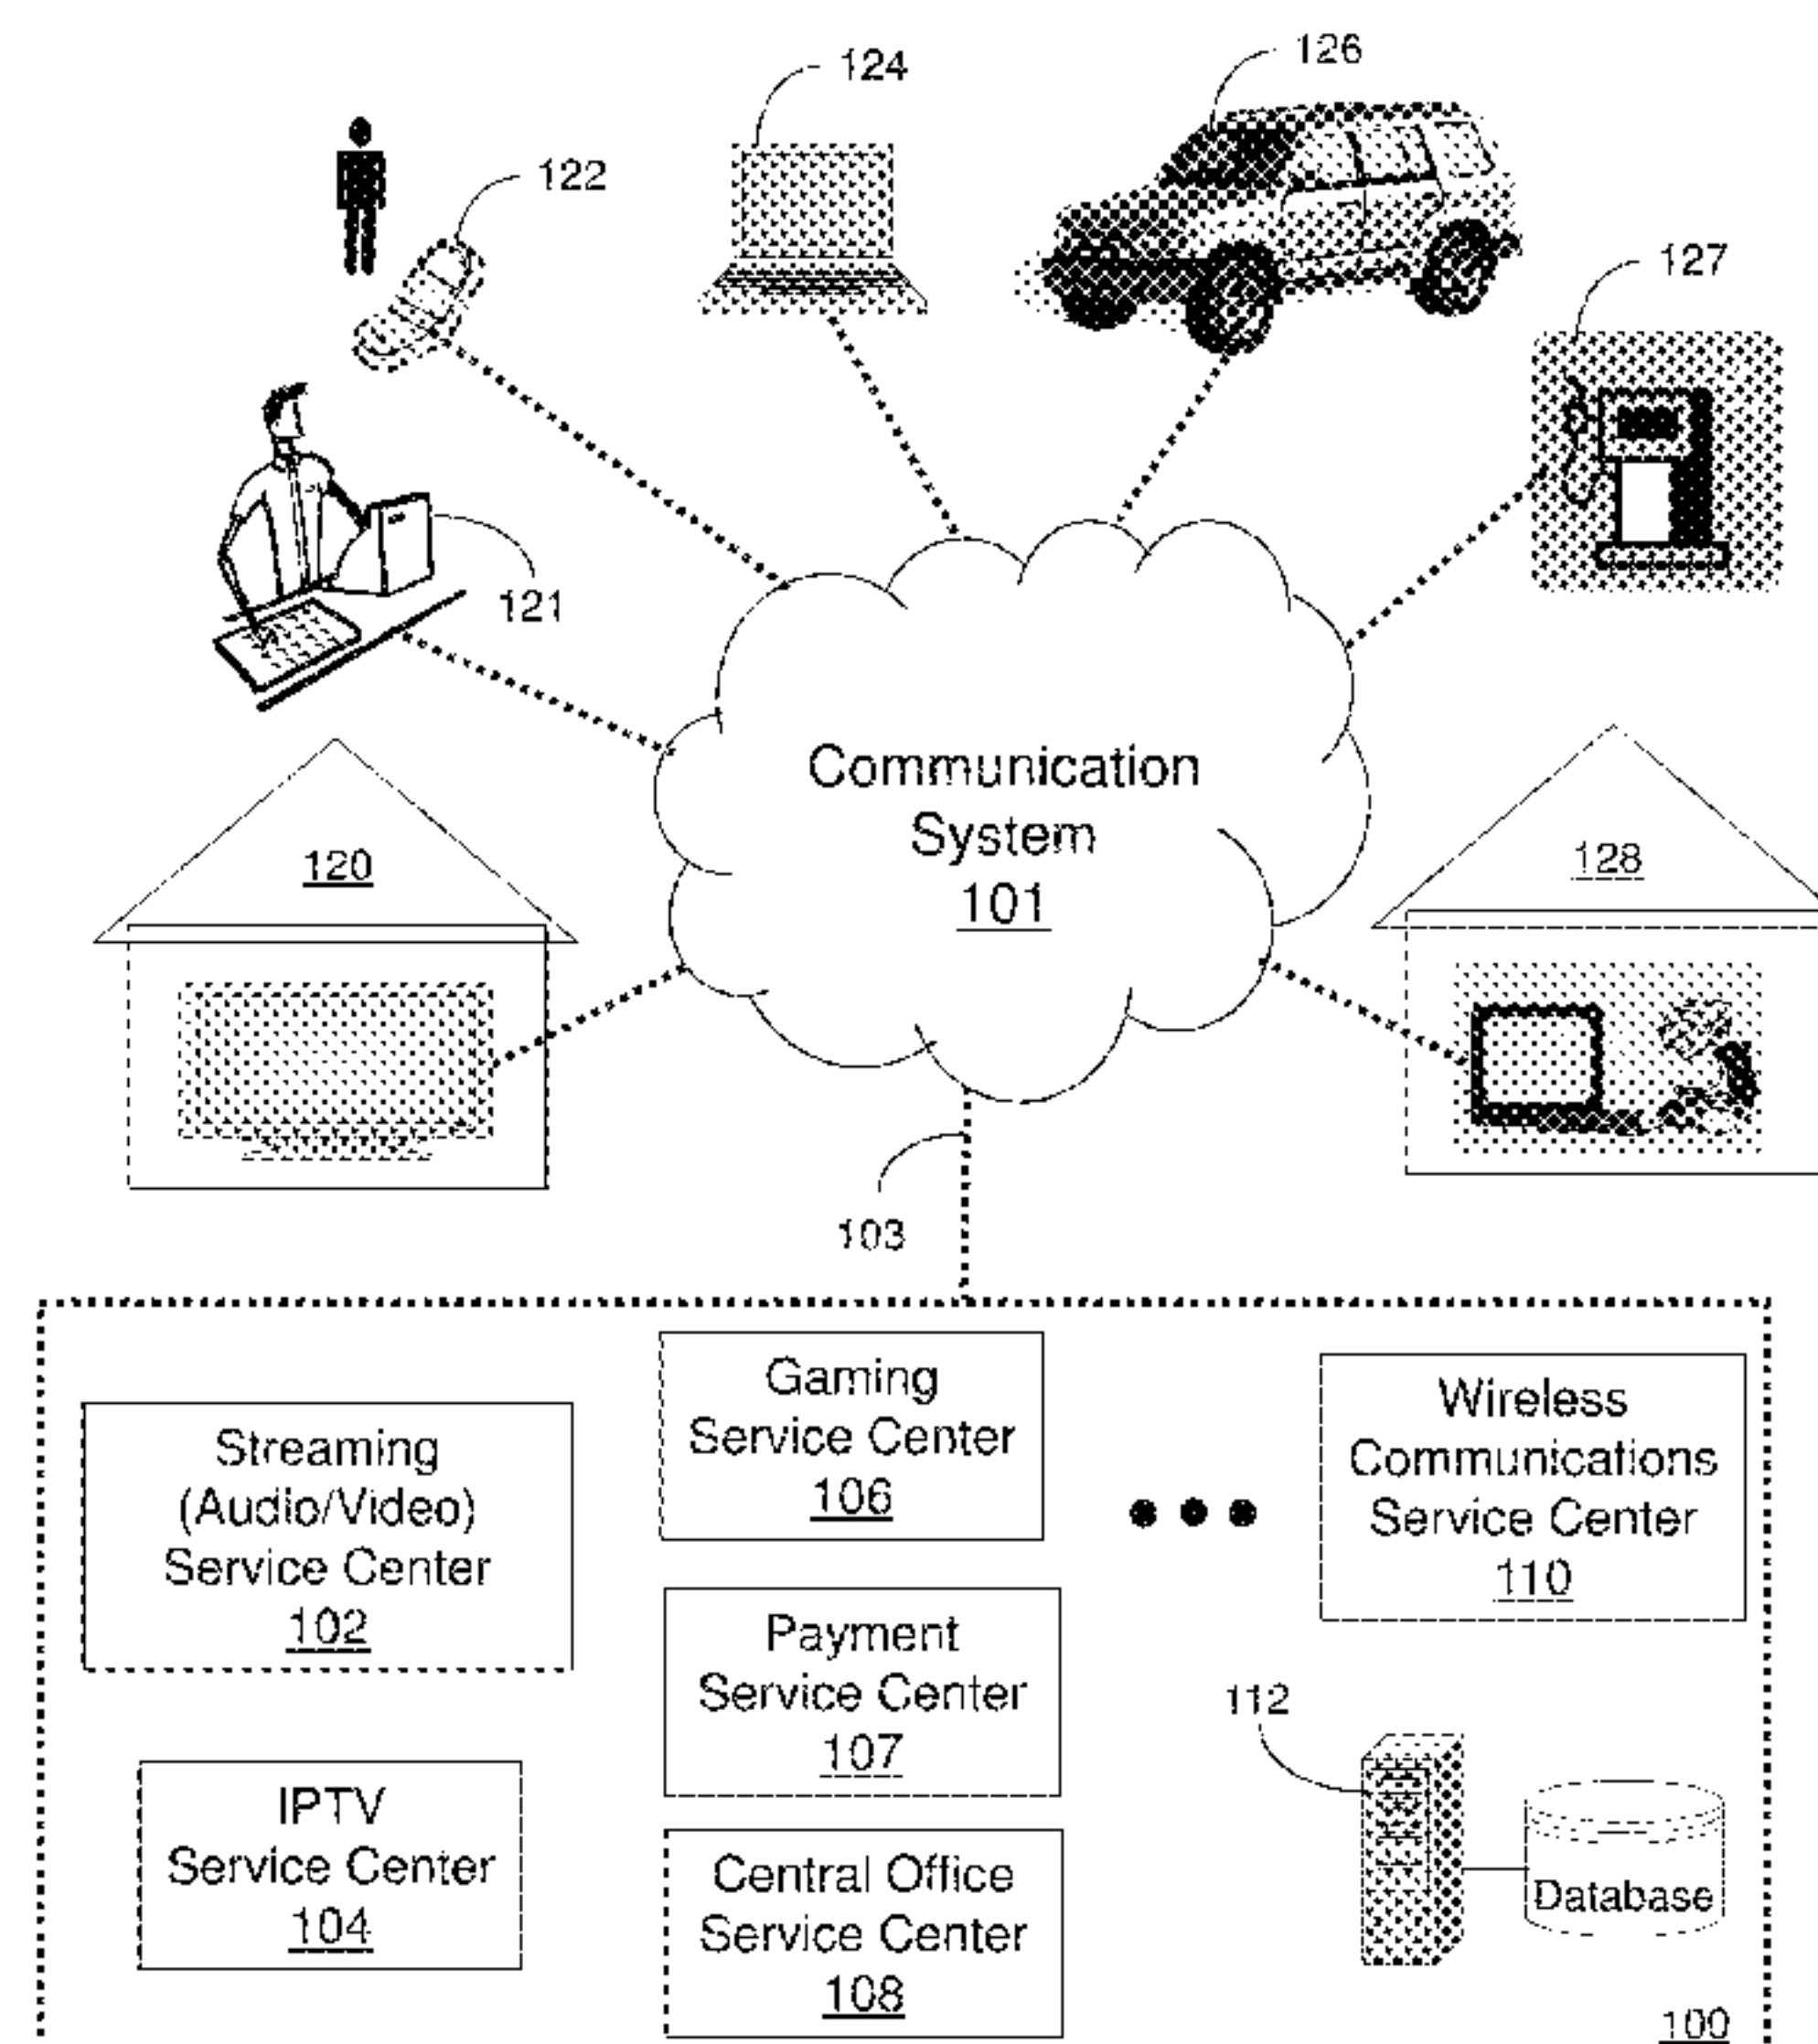 124
126
122
127
121
Communication
System
101
120
128
103
Gaming
Service Center
106
Wireless
Communications
Service Center
110
Streaming
(Audio/Video)
Service Center
102
Payment
Service Center
107
112
IPTV
Service Center
104
Central Office
Service Center
108
Database
100